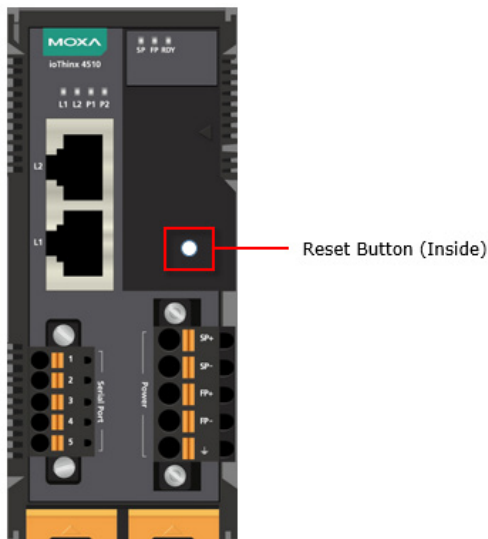 MOXA
ioThinx 4510
SP FP RDY
L1 L2 P1 P2
L2
L1
Reset Button (Inside)
1
2
3
4
5
Serial Port
Power
SP+
SP-
FP+
FP-